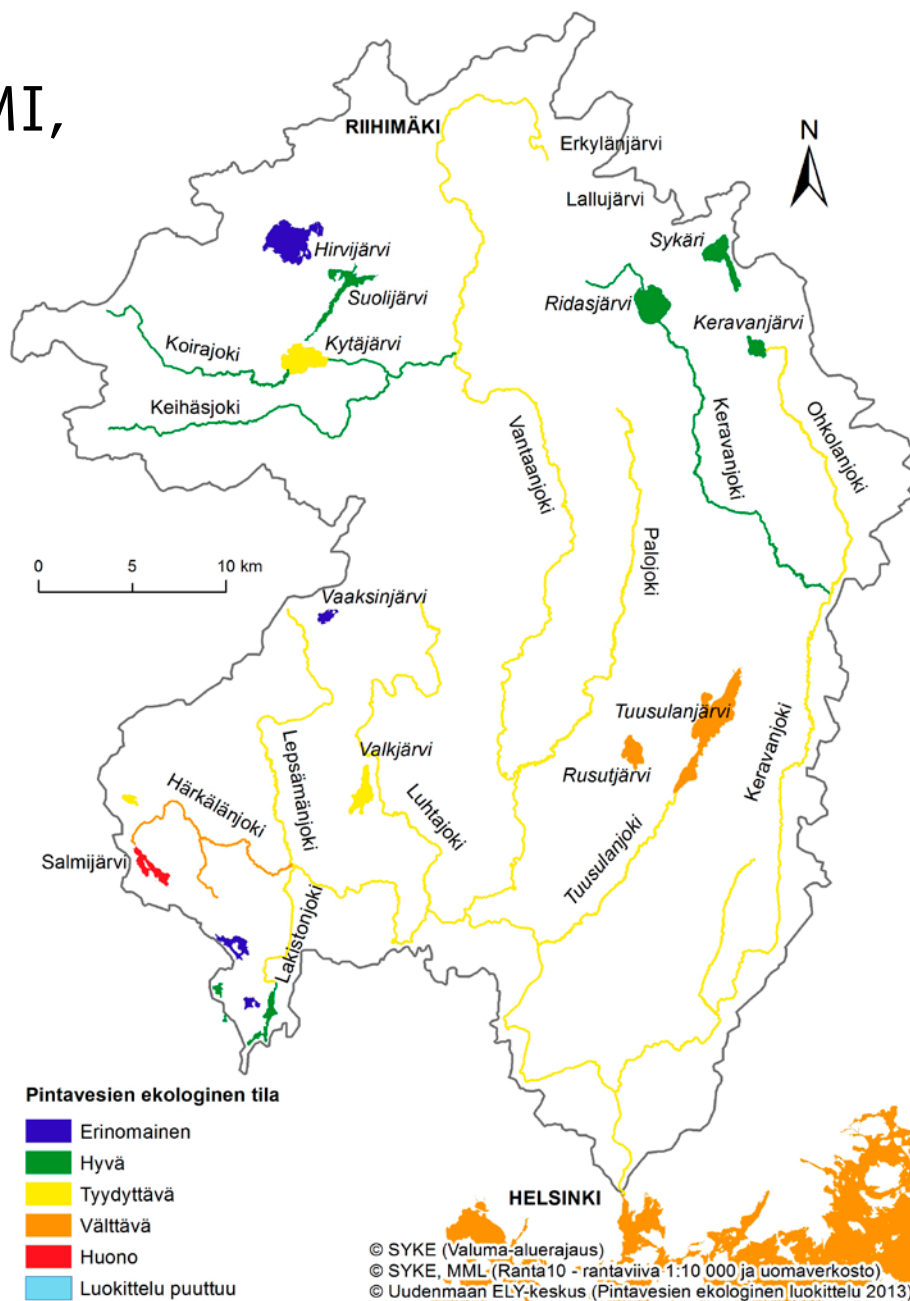 MI,
RIIHIMÄKI
Erkylänjärvi
N
Lallujärvi
Sykäri
Hirvijärvi
Suolijärvi
Ridasjärvi
Keravanjärvi
Koirajoki
Kytäjärvi
Keihäsjoki
Vantaanjoki
Keravanjoki
Ohkolanjoki
Palojoki
0 5 10 km
Vaaksinjärvi
Tuusulanjärvi
Rusutjärvi
Keravanjoki
Valkjärvi
Lepsämänjoki
Härkälänjoki
Luhtajoki
Tuusulanjoki
Salmijärvi
Lakistonjoki
Pintavesien ekologinen tila
Erinomainen
Hyvä
Tyydyttävä
Välttävä
Huono
Luokittelu puuttuu
HELSINKI
© SYKE (Valuma-aluerajaus)
© SYKE, MML (Ranta10 - rantaviiva 1:10 000 ja uomaverkosto)
© Uudenmaan ELY-keskus (Pintavesien ekologinen luokittelu 2013)